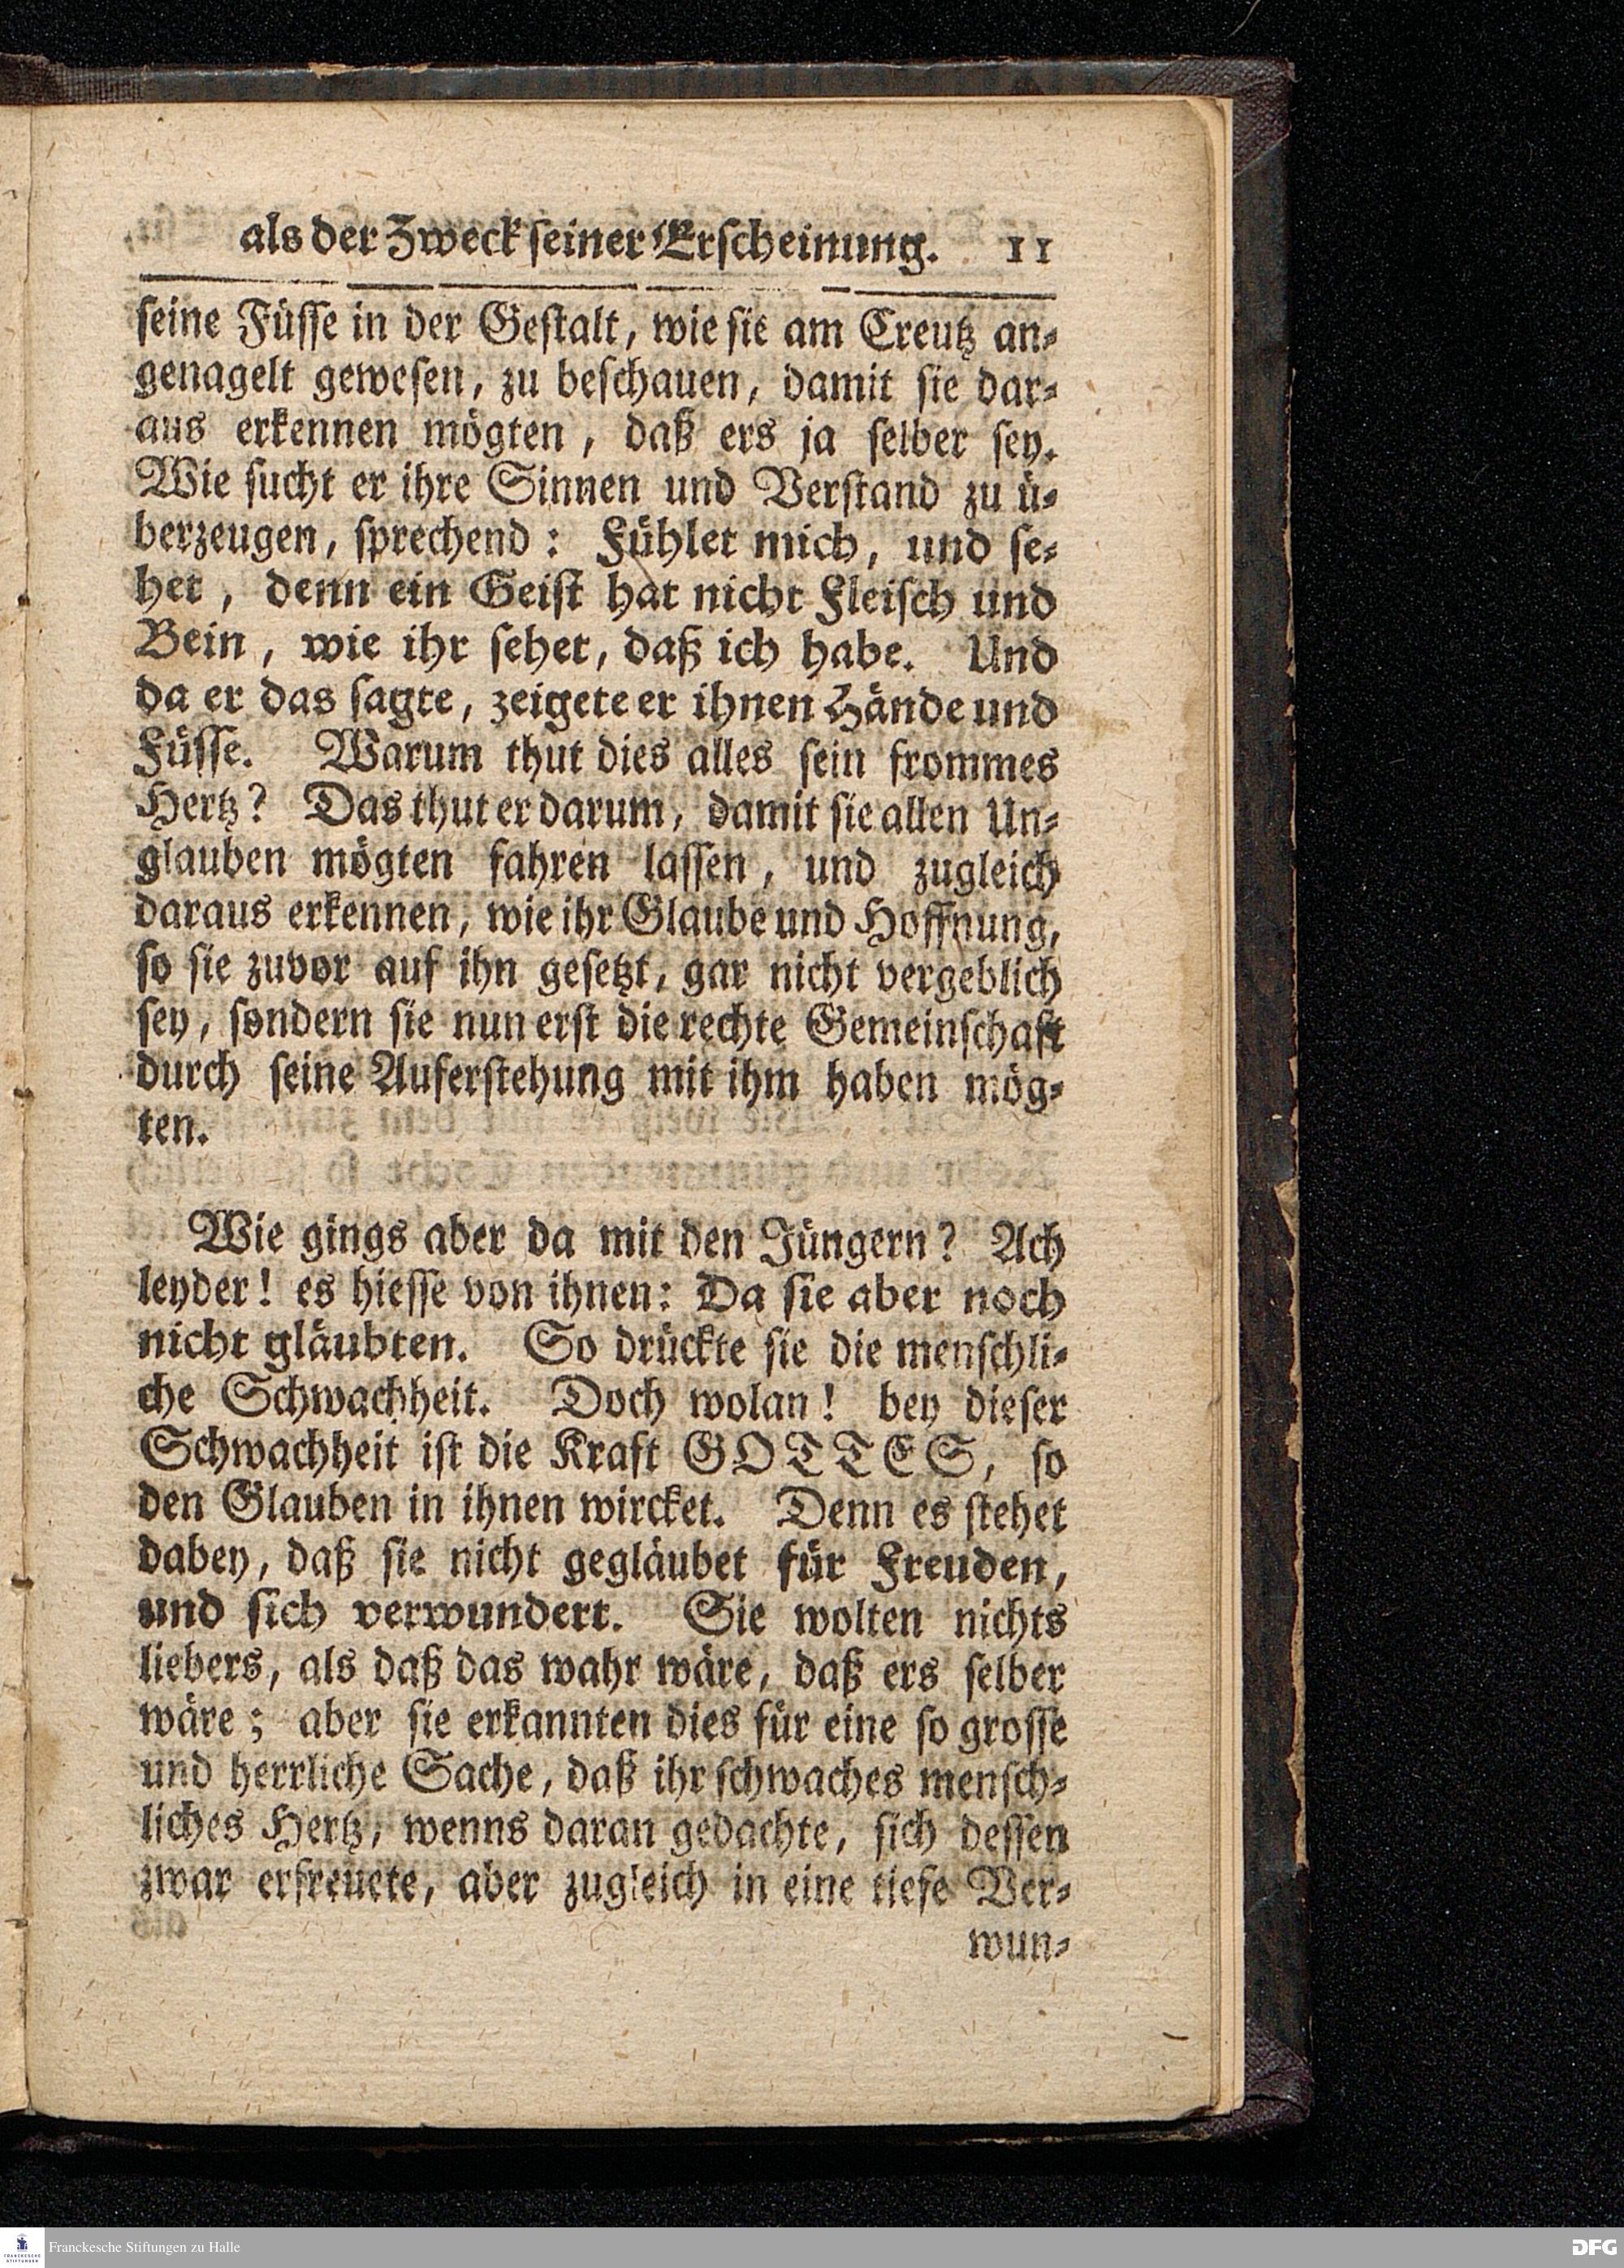 als der Zweck seiner Erscheinung. 11
seine Füsse in der Gestalt, wie sie am Creutz an-
genagelt gewesen, zu beschauen, damit sie dar-
aus erkennen mögten, daß ers ja selber sey.
Wie sucht er ihre Sinnen und Verstand zu ü-
berzeugen, sprechend: Fühlet mich, und se-
het, denn ein Geist hat nicht Fleisch und
Bein, wie ihr sehet, daß ich habe. Und
da er das sagte, zeigete er ihnen Hände und
Füsse. Warum thut dies alles sein frommes
Hertz? Das thut er darum, damit sie allen Un-
glauben mögten fahren lassen, und zugleich
daraus erkennen, wie ihr Glaube und Hoffnung,
so sie zuvor auf ihn gesetzt, gar nicht vergeblich
sey, sondern sie nun erst die rechte Gemeinschaft
durch seine Auferstehung mit ihm haben mög-
ten.
Wie gings aber da mit den Jüngern? Ach
leyder! es hiesse von ihnen: Da sie aber noch
nicht gläubten. So drückte sie die menschli-
che Schwachheit. Doch wolan! bey dieser
Schwachheit ist die Kraft GOTTES, so
den Glauben in ihnen wircket. Denn es stehet
dabey, daß sie nicht gegläubet für Freuden,
und sich verwundert. Sie wolten nichts
liebers, als daß das wahr wäre, daß ers selber
wäre; aber sie erkannten dies für eine so grosse
und herrliche Sache, daß ihr schwaches mensch-
liches Hertz, wenns daran gedachte, sich dessen
zwar erfreuete, aber zugleich in eine tiefe Ver-
wun-
FRANCKESCHE
STIFTUNGEN
Franckesche Stiftungen zu Halle
DFG